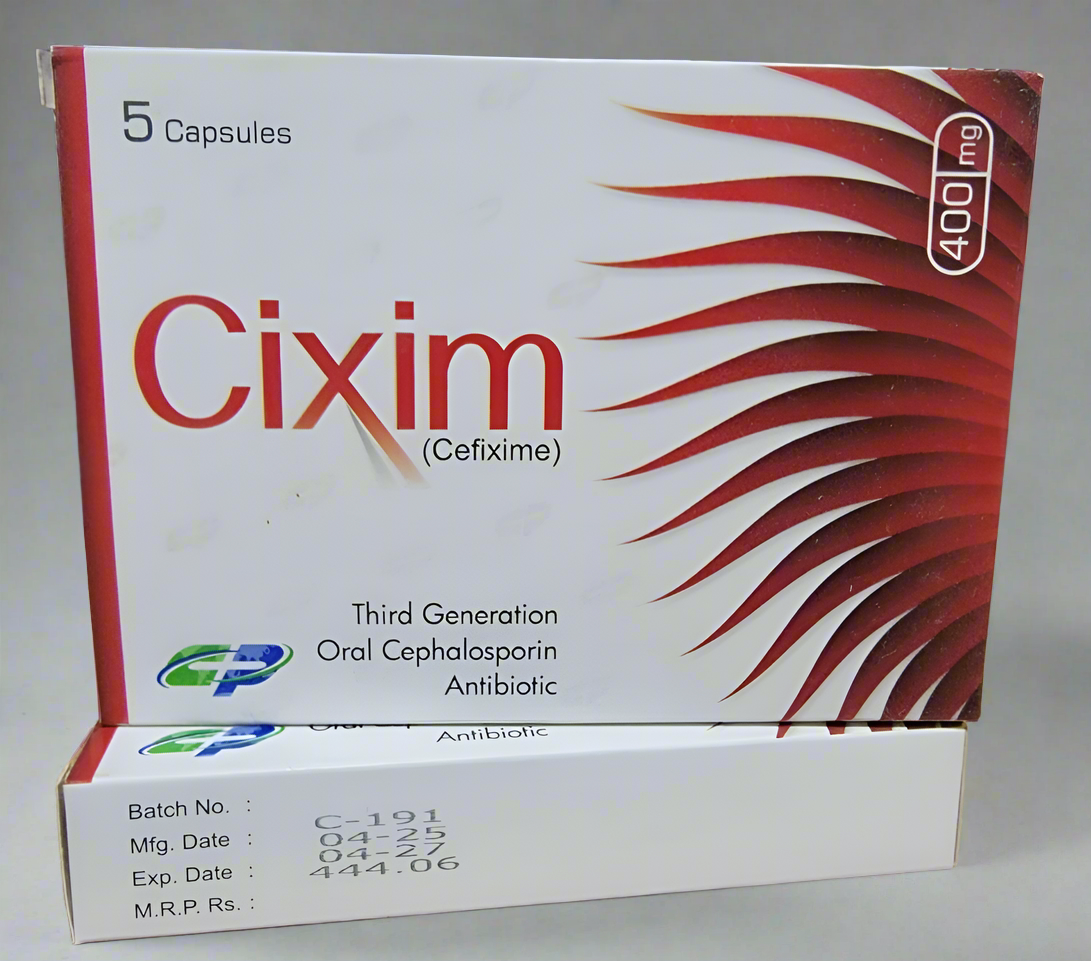 5 Capsules
400 mg
Cixim
(Cefixime)
Third Generation
Oral Cephalosporin
Antibiotic
Antibiotic
Batch No. : C-191
Mfg. Date : 04-25
Exp. Date : 04-27
M.R.P. Rs. : 444.06